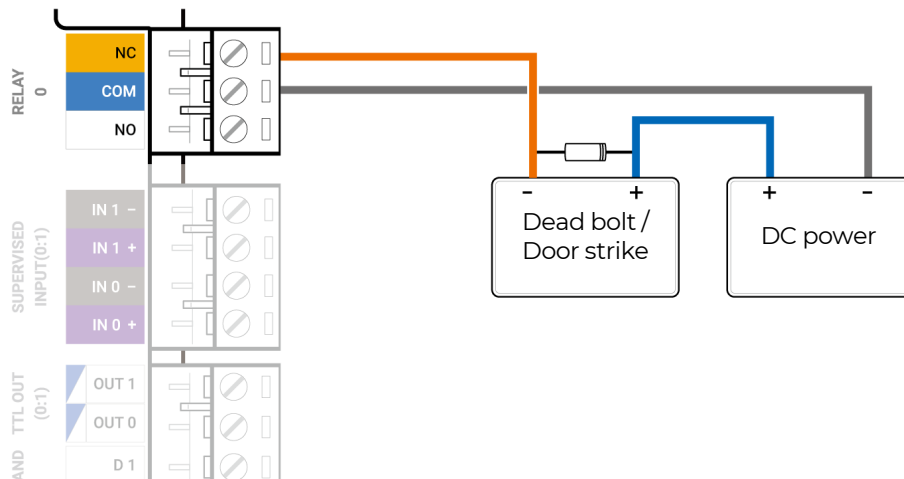 RELAY
0
NC
COM
NO
SUPERVISED
INPUT(0:1)
IN 1 −
IN 1 +
IN 0 −
IN 0 +
TTL OUT
(0:1)
OUT 1
OUT 0
AND
D 1
− +
Dead bolt /
Door strike
+ −
DC power